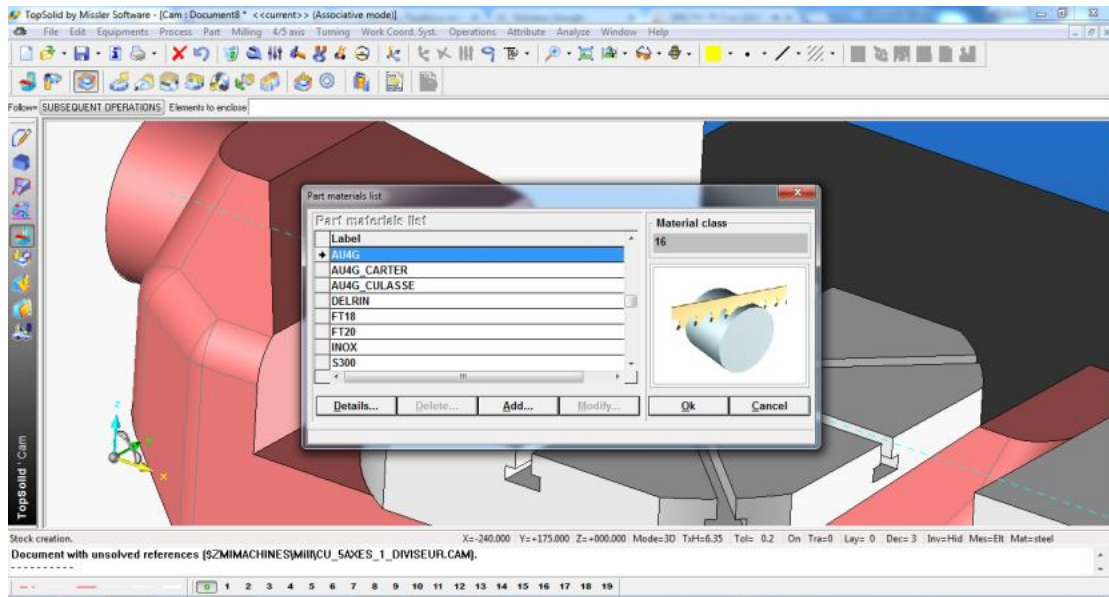 TopSolid by Missler Software - [Cam : Document8 * <<current>> (Associative mode)]
File Edit Equipments Process Part Milling 4/5 axis Turning Work Coord. Syst. Operations Attribute Analyze Window Help
Follow= SUBSEQUENT OPERATIONS Elements to enclose
Part materials list
Part materials list
Label
AU4G
AU4G_CARTER
AU4G_CULASSE
DELRIN
FT18
FT20
INOX
S300
Details... Delete... Add... Modify...
Material class
16
Ok Cancel
z
x
TopSolid'Cam
Stock creation.
X=-240.000 Y=+175.000 Z=+000.000 Mode=3D TxH=6.35 Tol= 0.2 On Tra=0 Lay= 0 Dec= 3 Inv=Hid Mes=Elt Mat=steel
Document with unsolved references ($ZMIMACHINES\Mill\CU_5AXES_1_DIVISEUR.CAM).
----------
0 1 2 3 4 5 6 7 8 9 10 11 12 13 14 15 16 17 18 19